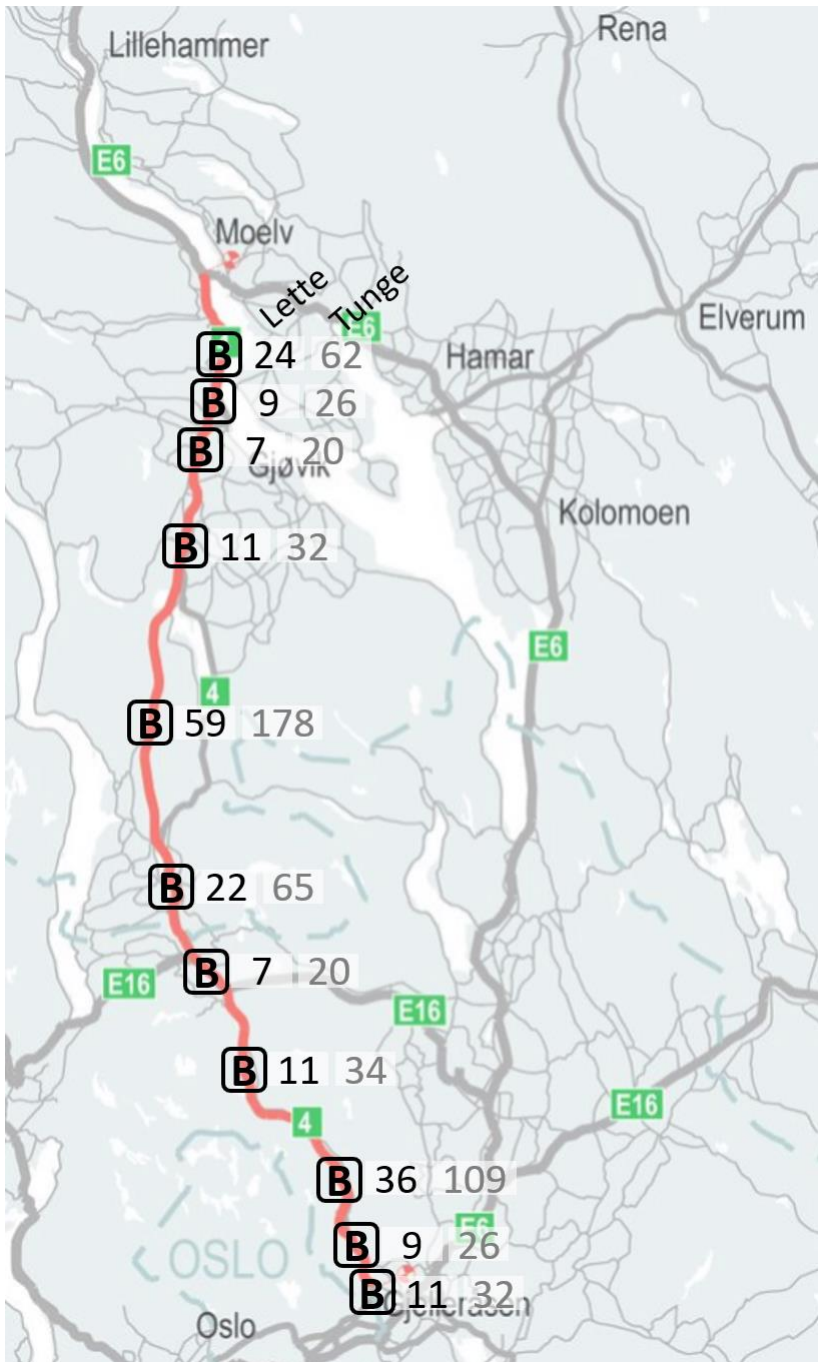 Lillehammer
Rena
E6
Moelv
Lette Tunge
E6
Elverum
Hamar
B 24 62
B 9 26
B 7 20
Gjøvik
Kolomoen
B 11 32
E6
4
B 59 178
B 22 65
B 7 20
E16
E16
B 11 34
E16
4
B 36 109
E6
B 9 26
OSLO
B 11 32
Gjelleråsen
Oslo